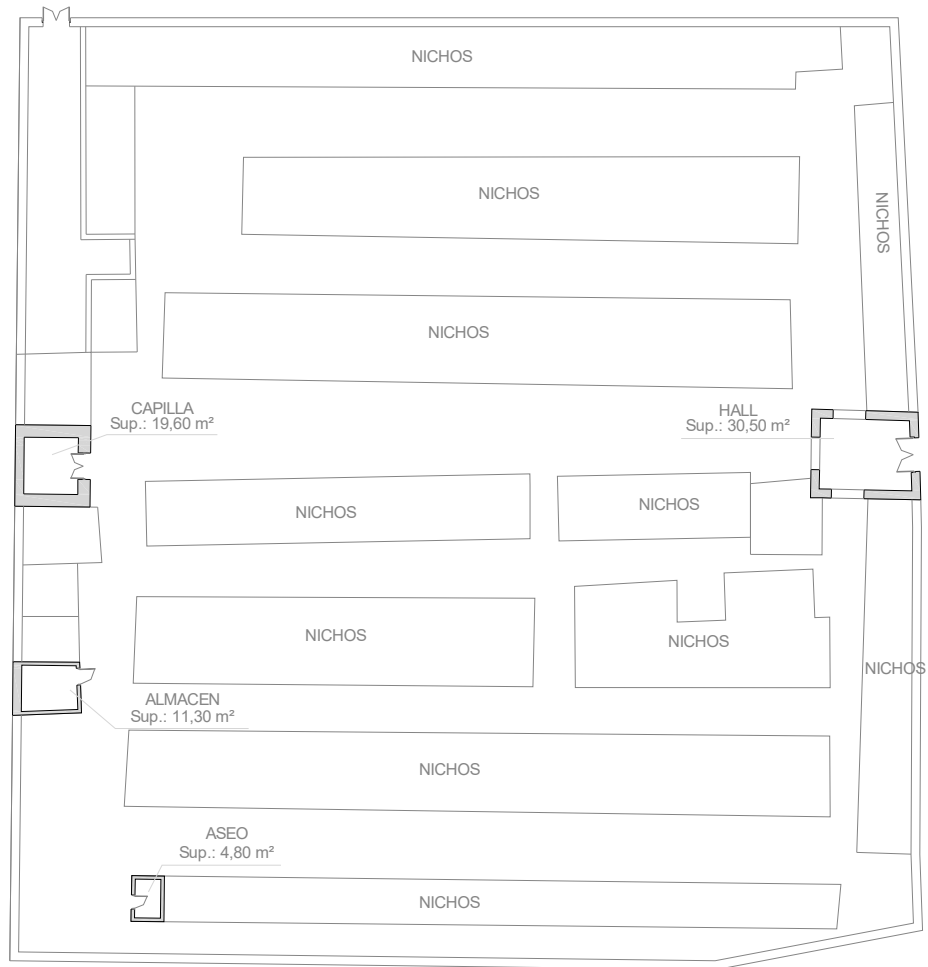 NICHOS
NICHOS
NICHOS
NICHOS
CAPILLA
Sup.: 19,60 m²
HALL
Sup.: 30,50 m²
NICHOS
NICHOS
NICHOS
NICHOS
NICHOS
ALMACEN
Sup.: 11,30 m²
NICHOS
ASEO
Sup.: 4,80 m²
NICHOS